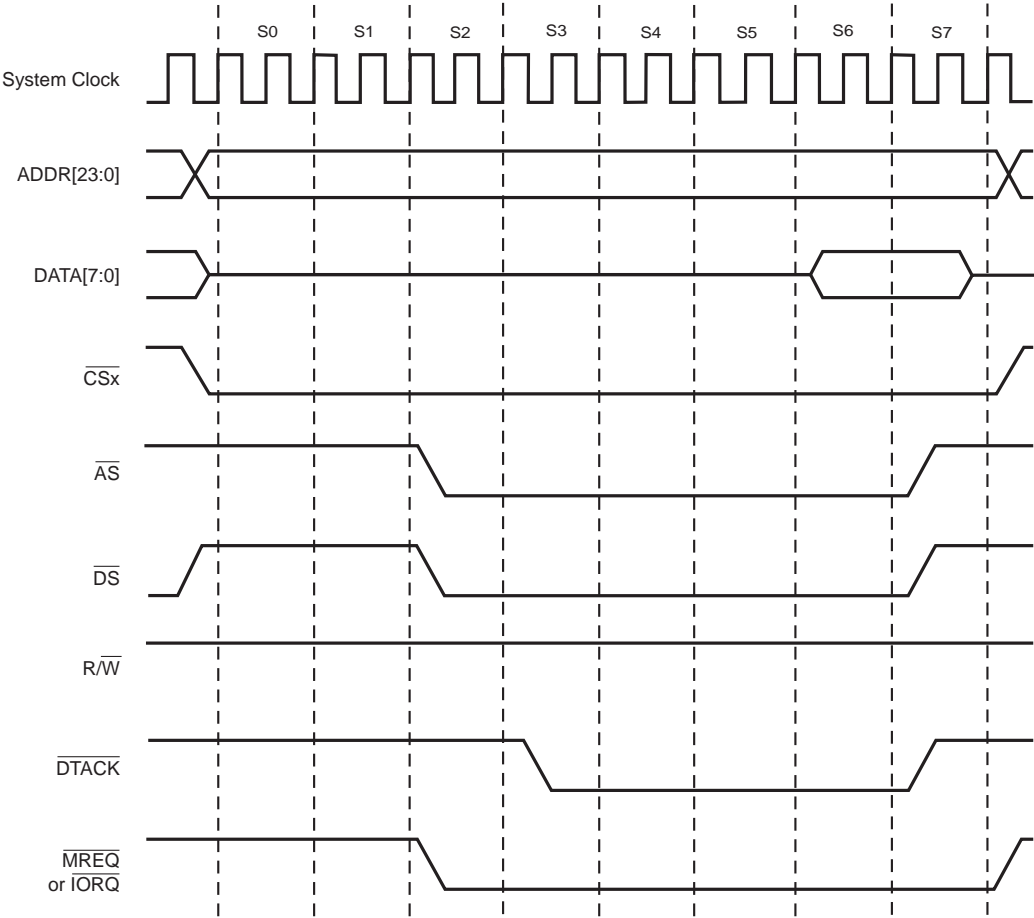 S0 S1 S2 S3 S4 S5 S6 S7
System Clock
ADDR[23:0]
DATA[7:0]
CSx
AS
DS
R/W
DTACK
MREQ
or IORQ